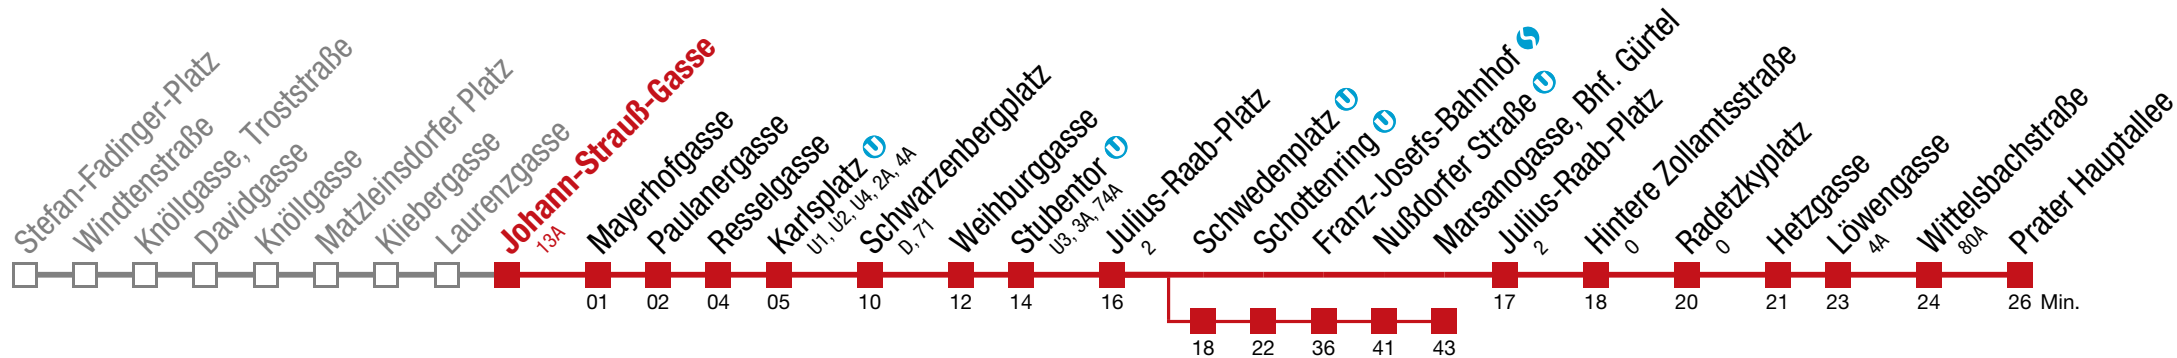 Stefan-Fadinger-Platz
Windtenstraße
Knöllgasse, Troststraße
Davidgasse
Knöllgasse
Matzleinsdorfer Platz
Kliebergasse
Laurenzgasse
Johann-Strauß-Gasse
13A
Mayerhofgasse
Paulanergasse
Resselgasse
Karlsplatz U
U1, U2, U4, 2A, 4A
Schwarzenbergplatz
D, 71
Weihburggasse
Stubentor U
U3, 3A, 74A
Julius-Raab-Platz
2
Schwedenplatz U
Schottenring U
Franz-Josefs-Bahnhof S
Nußdorfer Straße U
Marsanogasse, Bhf. Gürtel
Julius-Raab-Platz
2
Hintere Zollamtsstraße
O
Radetzkyplatz
O
Hetzgasse
Löwengasse
4A
Wittelsbachstraße
80A
Prater Hauptallee
01 02 04 05 10 12 14 16 17 18 20 21 23 24 26 Min.
18 22 36 41 43